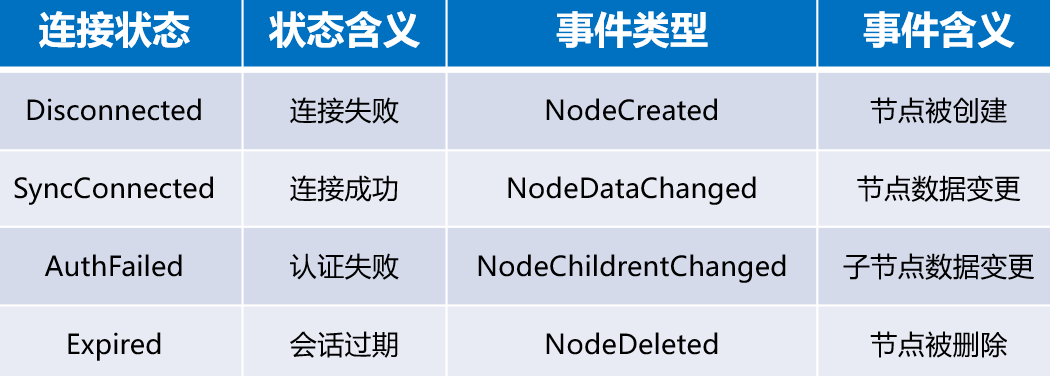 连接状态 状态含义 事件类型 事件含义
Disconnected 连接失败 NodeCreated 节点被创建
SyncConnected 连接成功 NodeDataChanged 节点数据变更
AuthFailed 认证失败 NodeChildrentChanged 子节点数据变更
Expired 会话过期 NodeDeleted 节点被删除